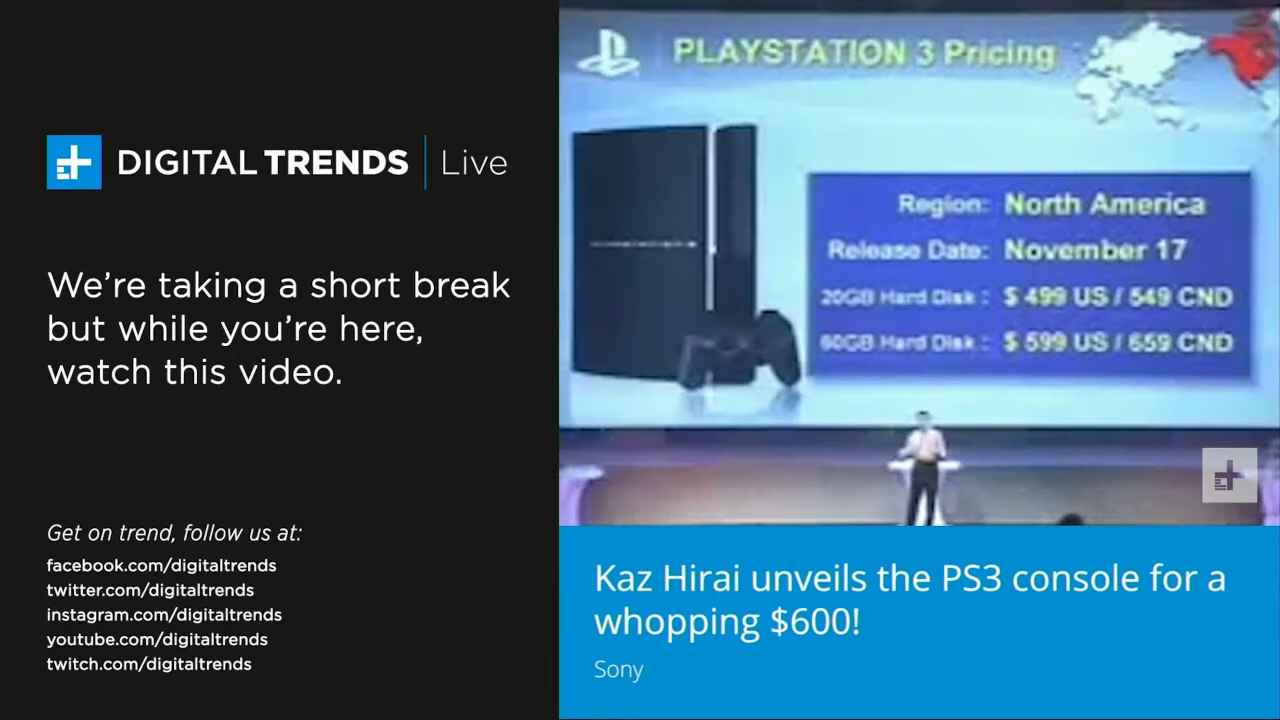 DIGITAL TRENDS | Live
We're taking a short break
but while you're here,
watch this video.
Get on trend, follow us at:
facebook.com/digitaltrends
twitter.com/digitaltrends
instagram.com/digitaltrends
youtube.com/digitaltrends
twitch.com/digitaltrends
PLAYSTATION 3 Pricing
Region: North America
Release Date: November 17
20GB Hard Disk : $ 499 US / 549 CND
60GB Hard Disk : $ 599 US / 659 CND
Kaz Hirai unveils the PS3 console for a
whopping $600!
Sony